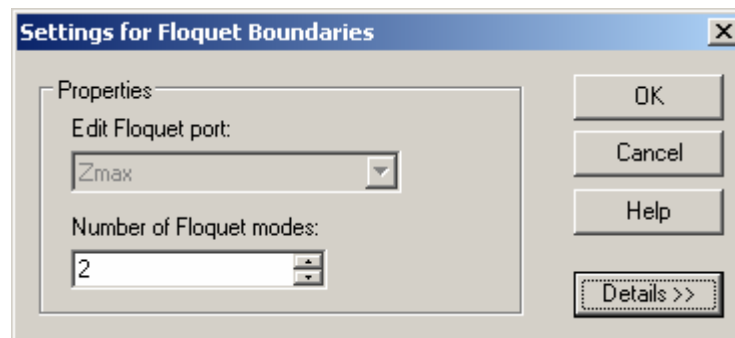 Settings for Floquet Boundaries
Properties
Edit Floquet port:
Zmax
Number of Floquet modes:
2
OK
Cancel
Help
Details >>